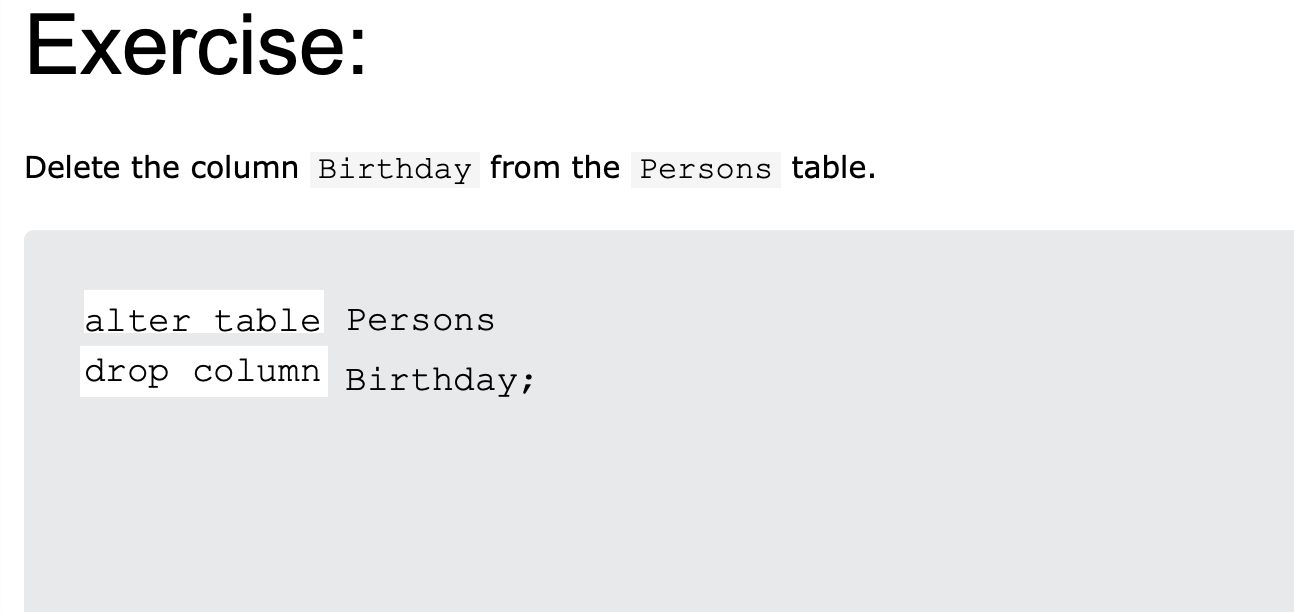 Exercise:
Delete the column Birthday from the Persons table.
alter table Persons
drop column Birthday;